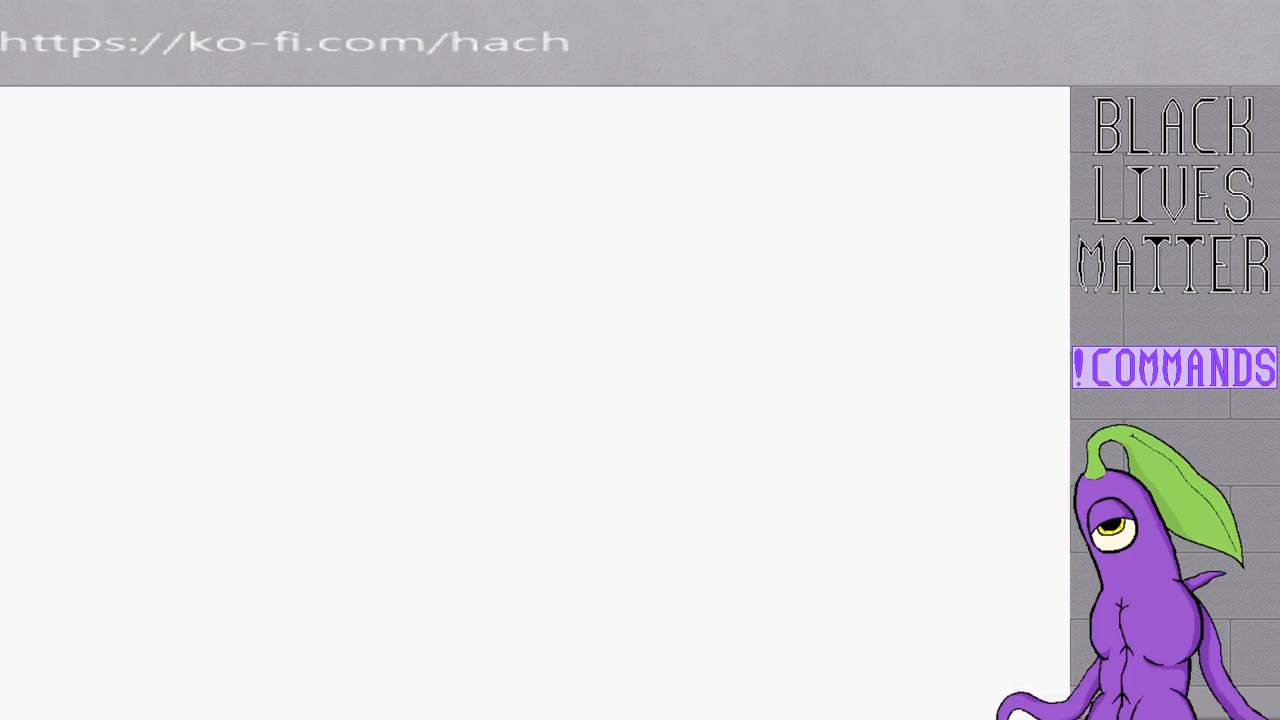 https://ko-fi.com/hach
BLACK
LIVES
MATTER
!COMMANDS